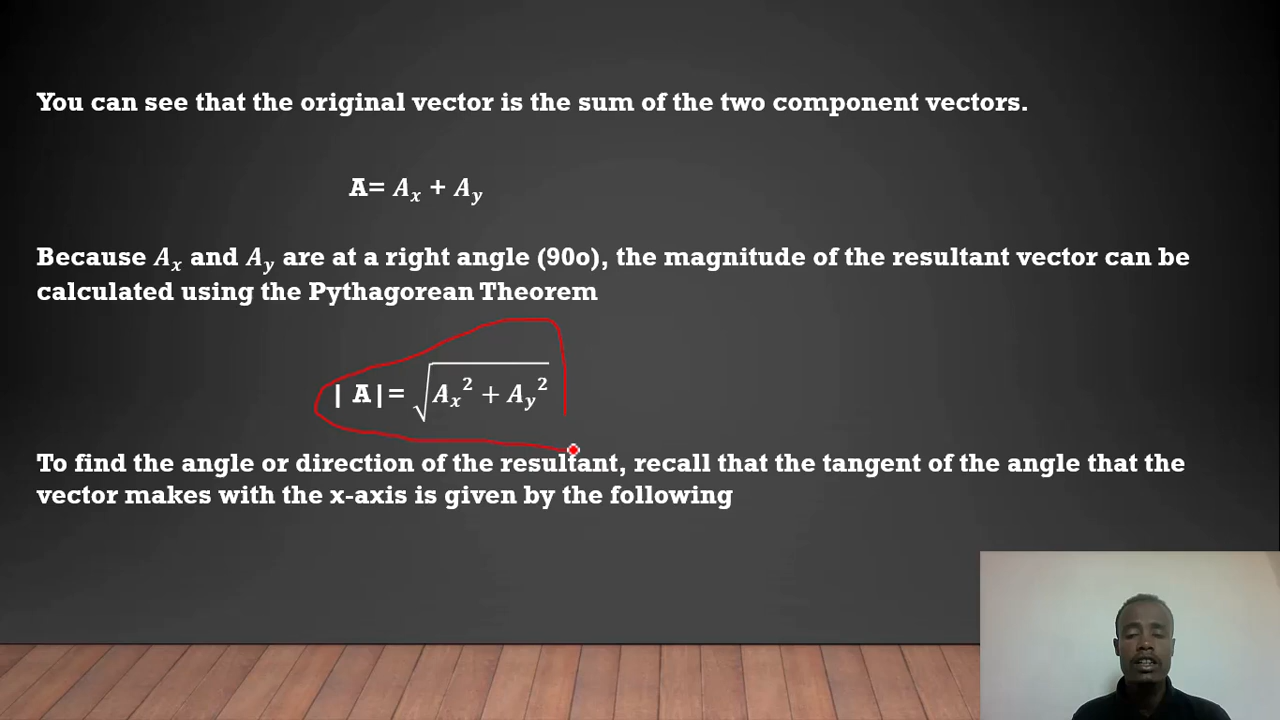 You can see that the original vector is the sum of the two component vectors.
A= Aₓ + Aᵧ
Because Aₓ and Aᵧ are at a right angle (90o), the magnitude of the resultant vector can be
calculated using the Pythagorean Theorem
| A|= √(Aₓ² + Aᵧ²)
To find the angle or direction of the resultant, recall that the tangent of the angle that the
vector makes with the x-axis is given by the following